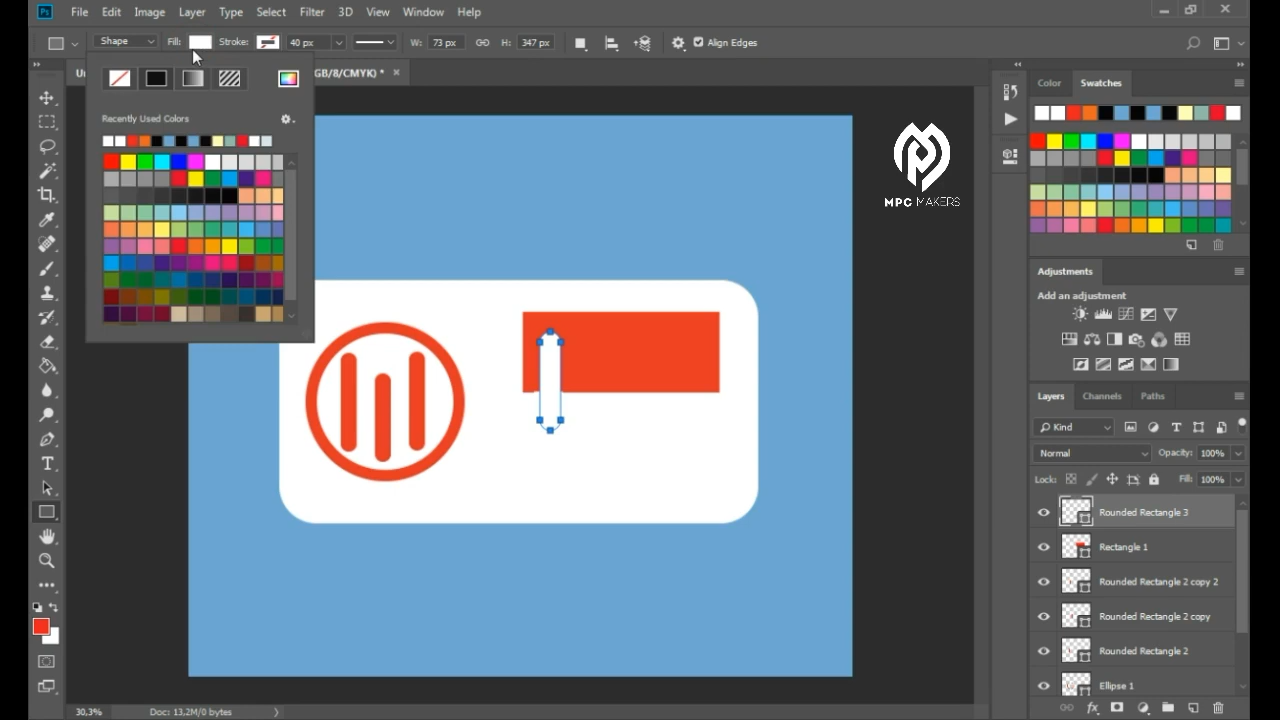 File Edit Image Layer Type Select Filter 3D View Window Help
Shape Fill: Stroke: 40 px W: 73 px H: 347 px Align Edges
GB/8/CMYK) * ×
Recently Used Colors
MPC MAKERS
Color Swatches
Adjustments
Add an adjustment
Layers Channels Paths
Kind
Normal Opacity: 100%
Lock: Fill: 100%
Rounded Rectangle 3
Rectangle 1
Rounded Rectangle 2 copy 2
Rounded Rectangle 2 copy
Rounded Rectangle 2
Ellipse 1
30,3% Doc: 13,2M/0 bytes